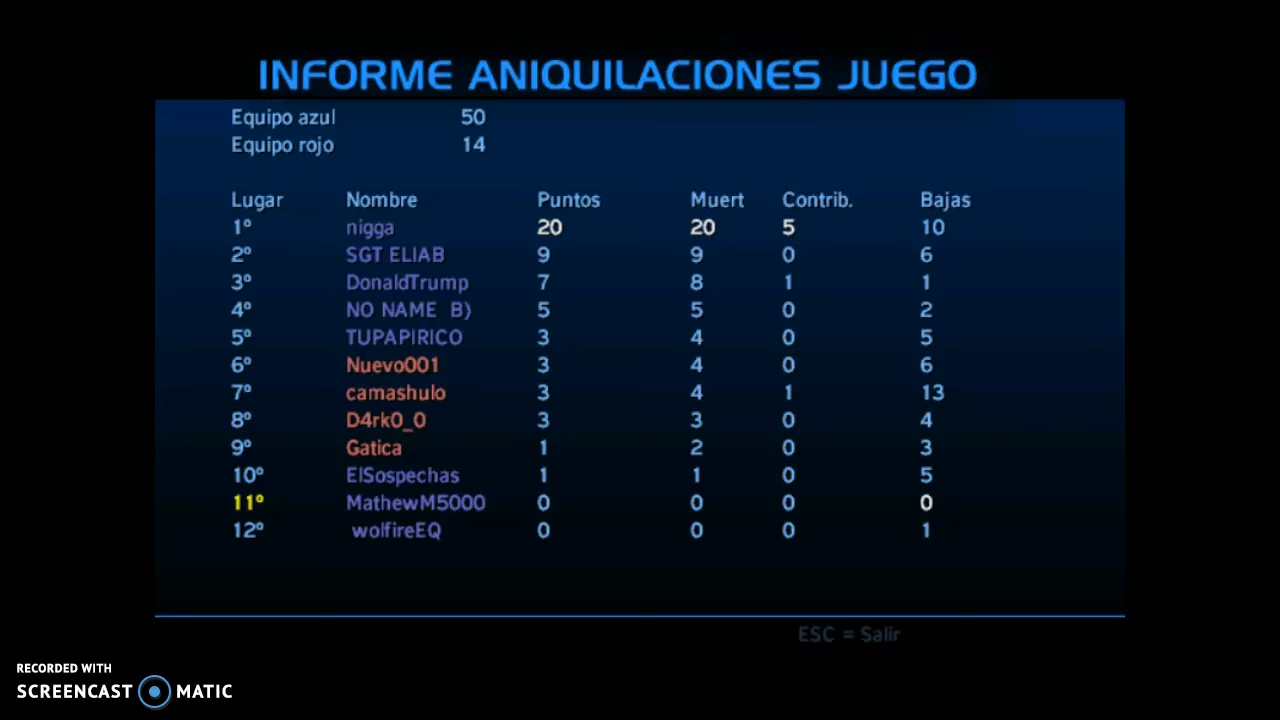 INFORME ANIQUILACIONES JUEGO
Equipo azul 50
Equipo rojo 14
Lugar Nombre Puntos Muert Contrib. Bajas
1º nigga 20 20 5 10
2º SGT ELIAB 9 9 0 6
3º DonaldTrump 7 8 1 1
4º NO NAME B) 5 5 0 2
5º TUPAPIRICO 3 4 0 5
6º Nuevo001 3 4 0 6
7º camashulo 3 4 1 13
8º D4rk0_0 3 3 0 4
9º Gatica 1 2 0 3
10º ElSospechas 1 1 0 5
11º MathewM5000 0 0 0 0
12º wolfireEQ 0 0 0 1
ESC = Salir
RECORDED WITH
SCREENCAST MATIC